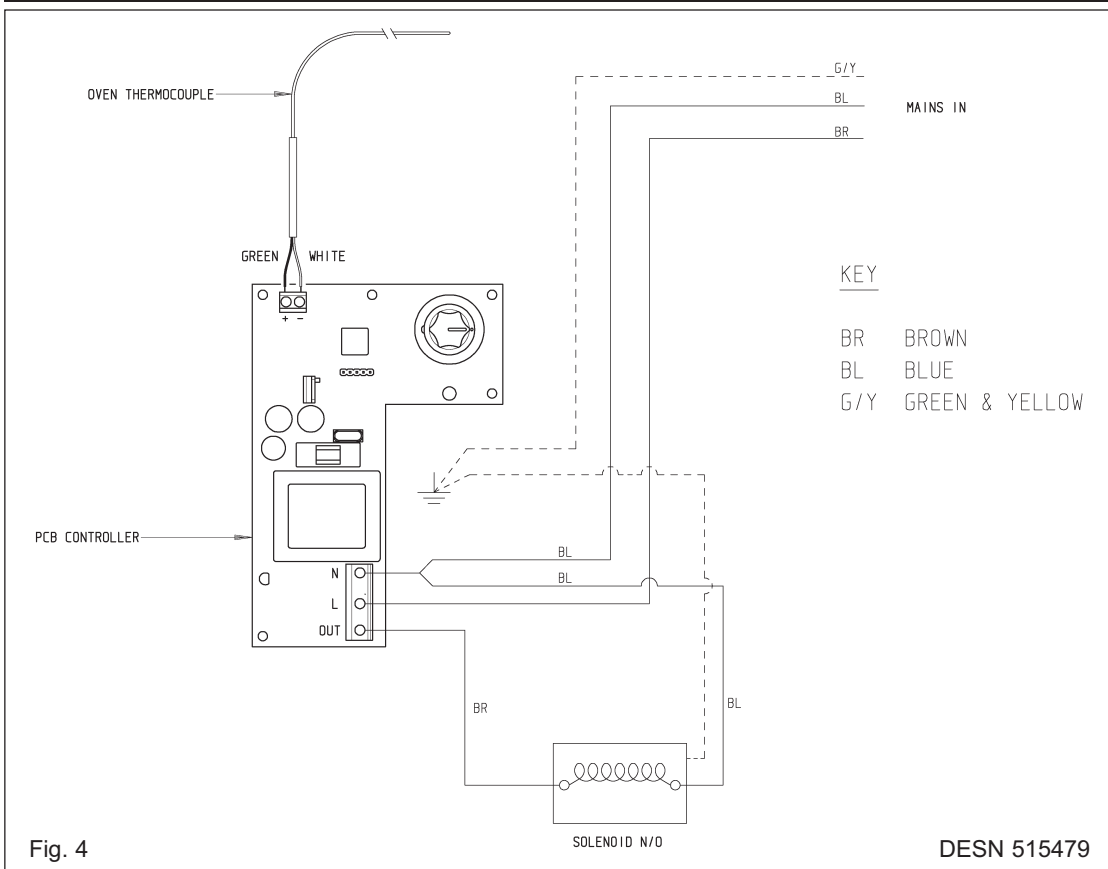 G/Y
OVEN THERMOCOUPLE
BL
MAINS IN
BR
GREEN WHITE
+ −
KEY
BR BROWN
BL BLUE
G/Y GREEN & YELLOW
PCB CONTROLLER
BL
N
BL
L
OUT
BR
BL
SOLENOID N/O
Fig. 4
DESN 515479